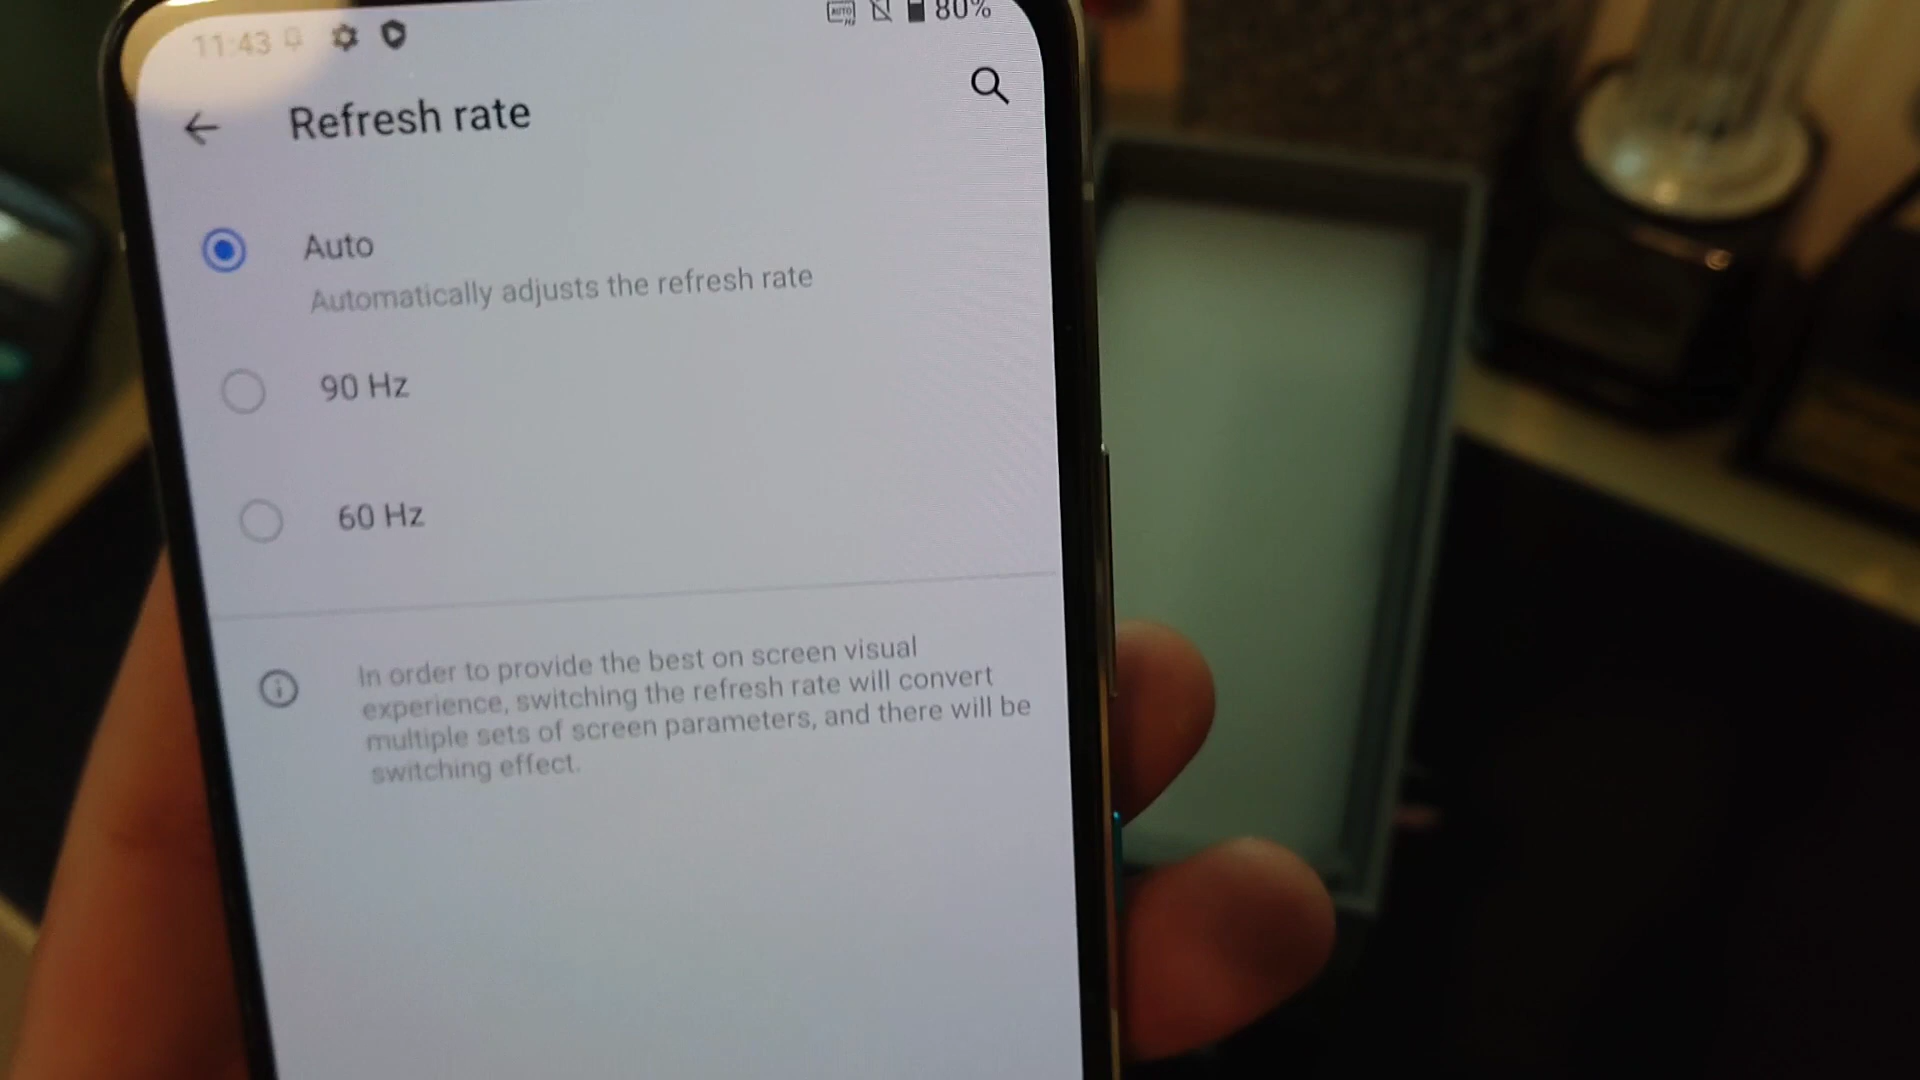 11:43
AUTO Hz
80%
Refresh rate
Auto
Automatically adjusts the refresh rate
90 Hz
60 Hz
In order to provide the best on screen visual
experience, switching the refresh rate will convert
multiple sets of screen parameters, and there will be
switching effect.